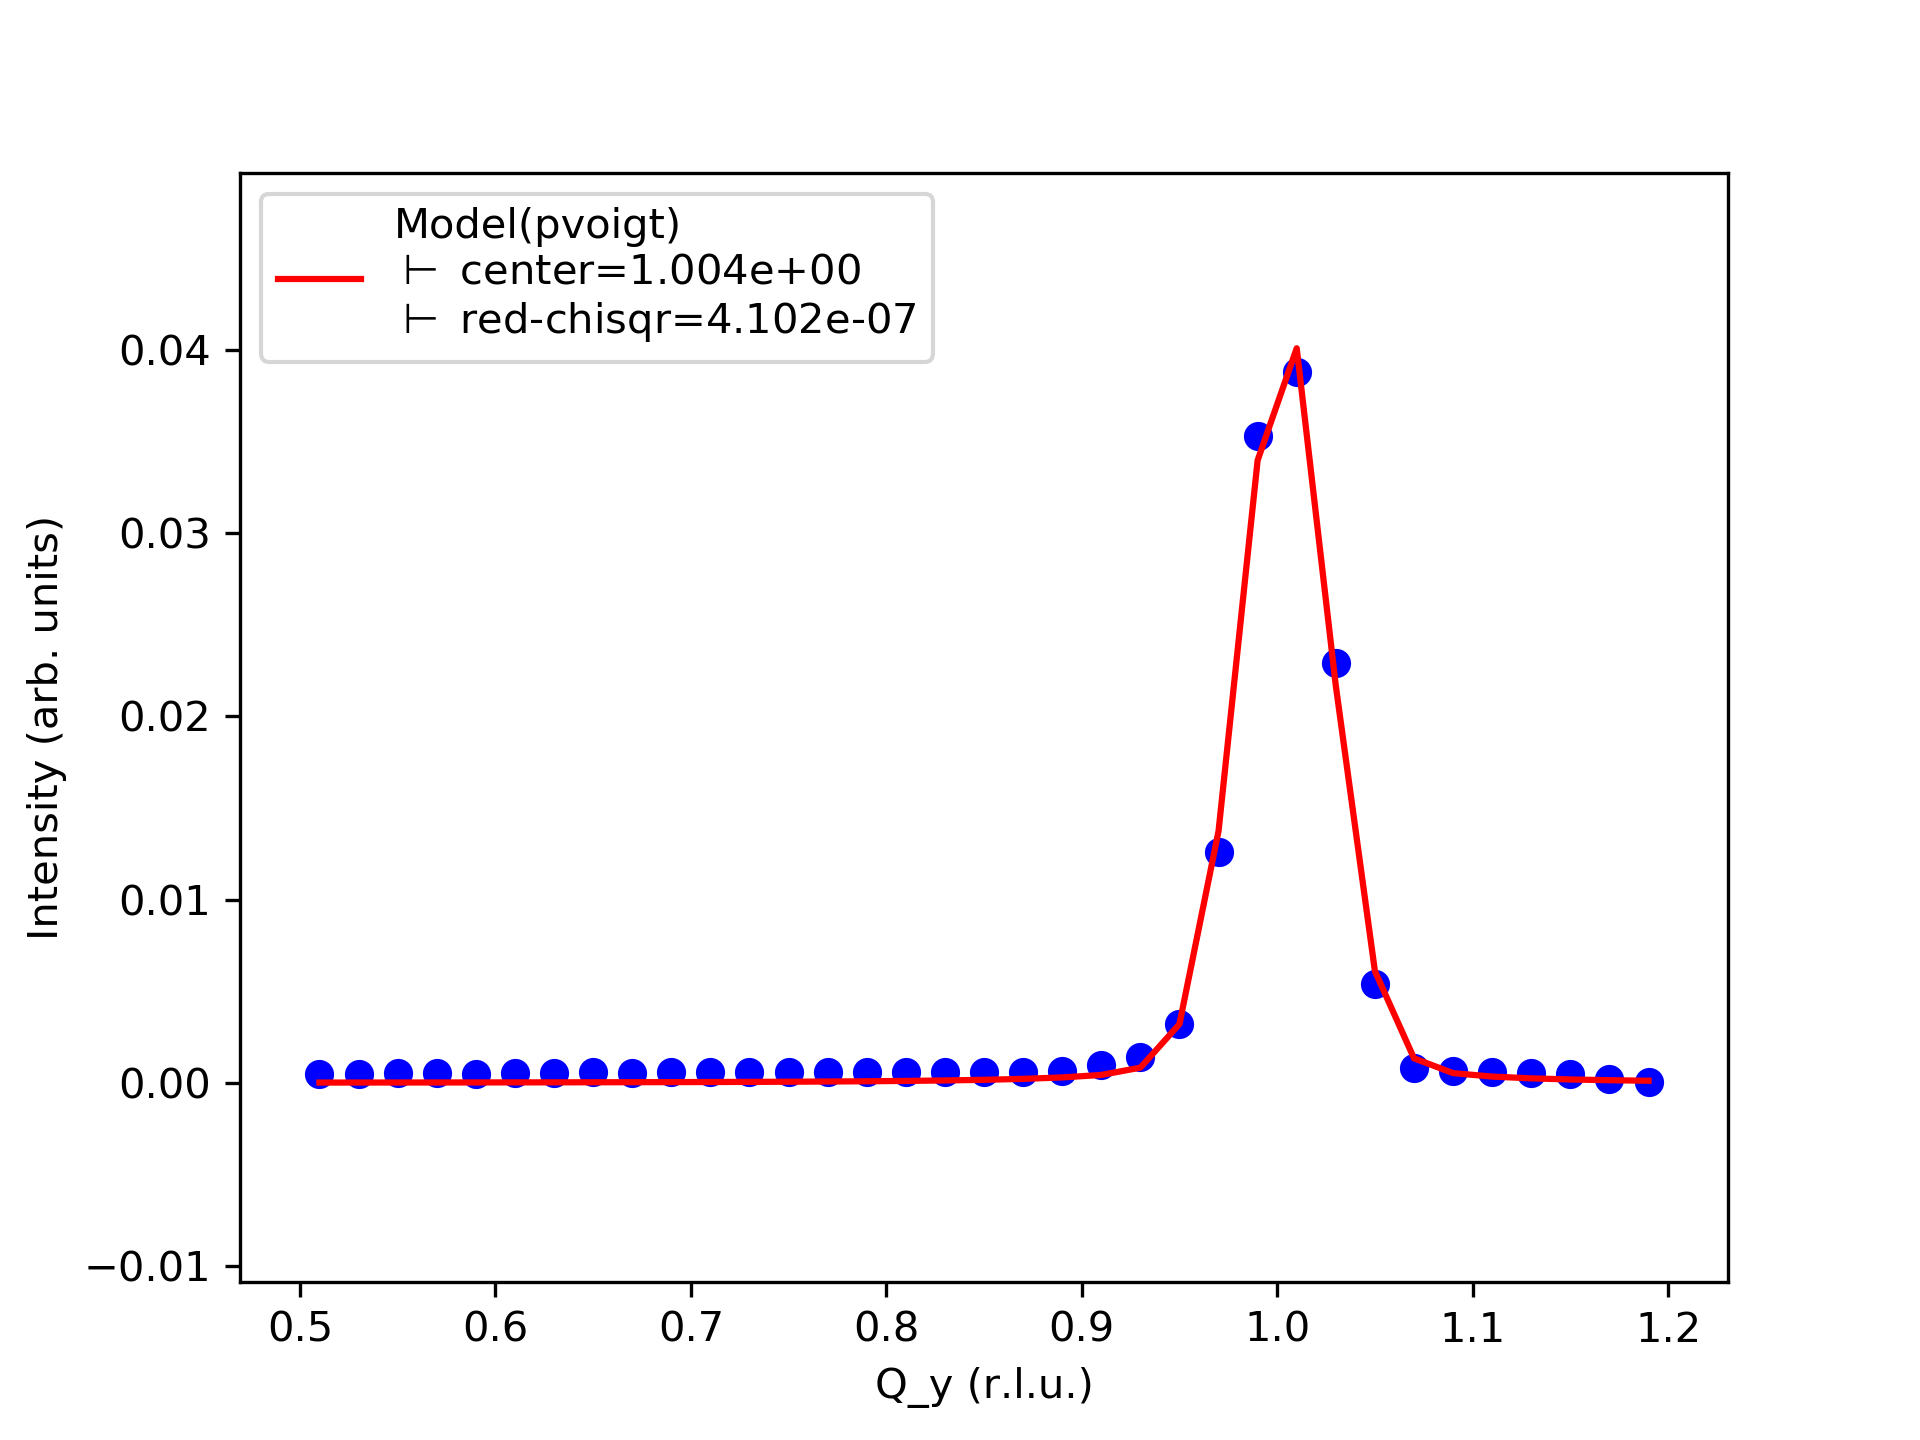 Model(pvoigt)
⊢ center=1.004e+00
⊢ red-chisqr=4.102e-07
0.04
0.03
0.02
0.01
0.00
−0.01
Intensity (arb. units)
0.5 0.6 0.7 0.8 0.9 1.0 1.1 1.2
Q_y (r.l.u.)